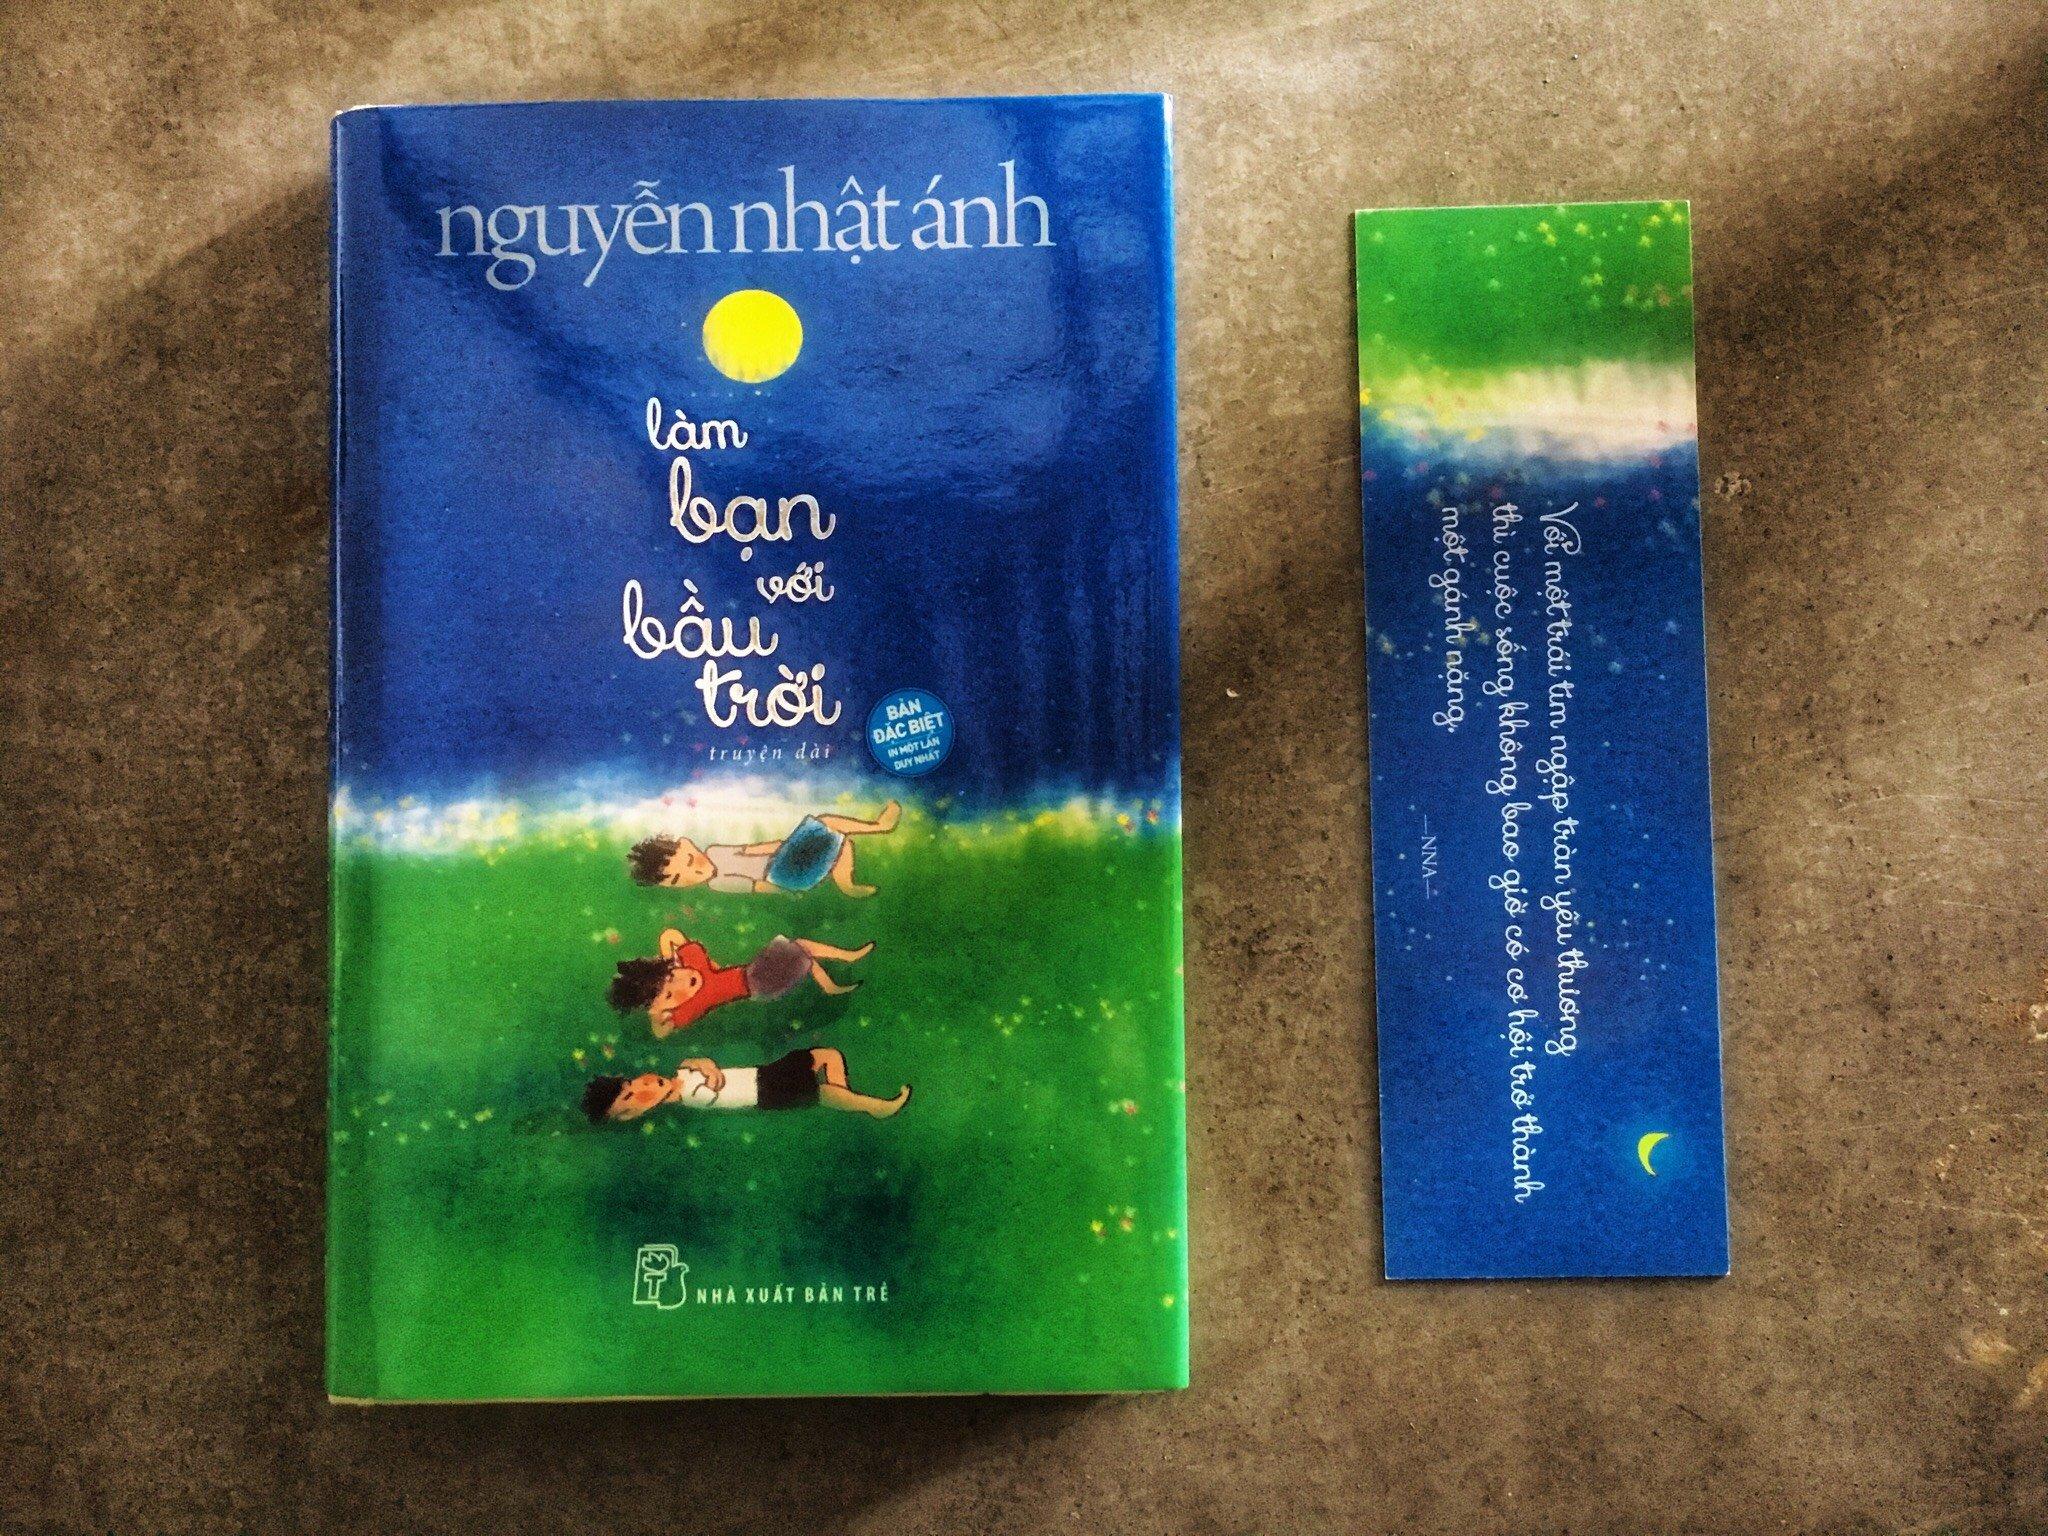 nguyễn nhật ánh
làm
bạn
với
bầu
trời
truyện dài
BẢN
ĐẶC BIỆT
IN MỘT LẦN
DUY NHẤT
T
NHÀ XUẤT BẢN TRẺ
Với một trái tim ngập tràn yêu thương
thì cuộc sống không bao giờ có cơ hội trở thành
một gánh nặng.
—NNA—